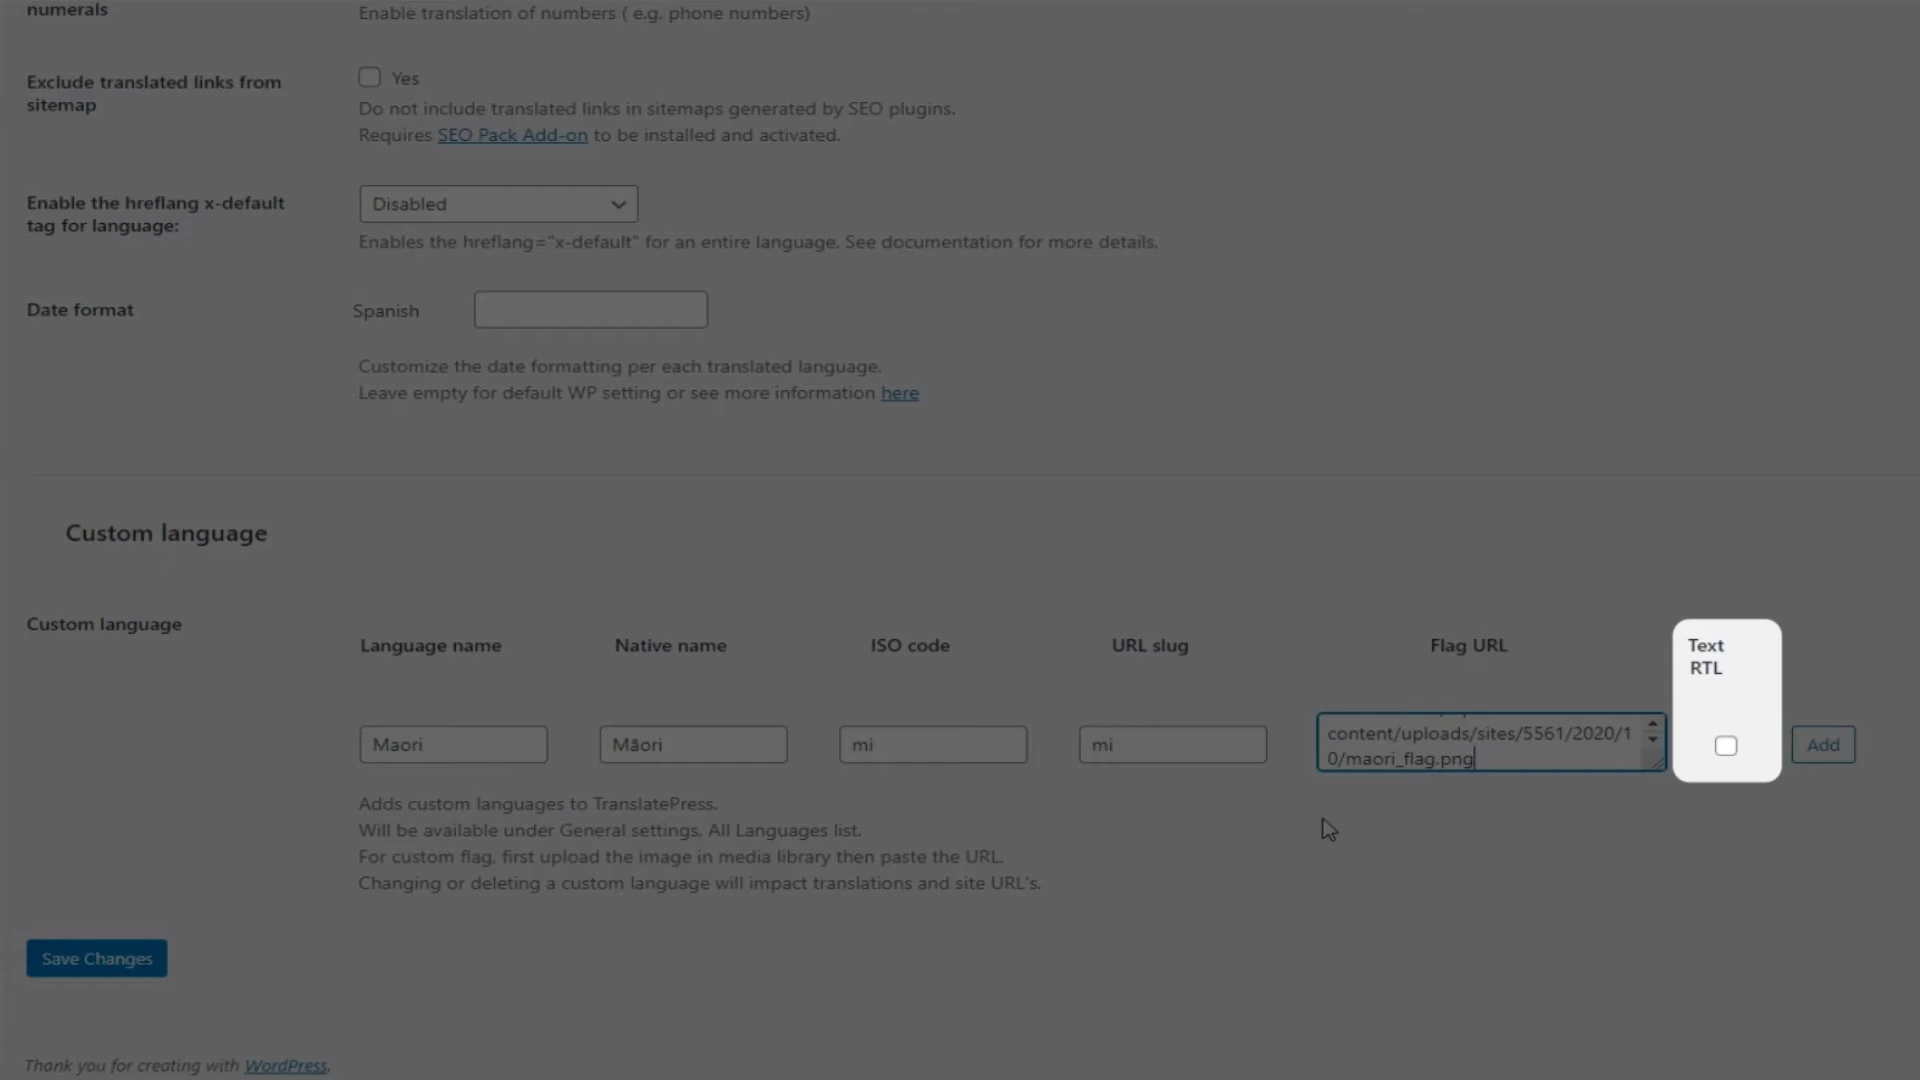 numerals
Enable translation of numbers ( e.g. phone numbers)
Exclude translated links from
sitemap
Yes
Do not include translated links in sitemaps generated by SEO plugins.
Requires SEO Pack Add-on to be installed and activated.
Enable the hreflang x-default
tag for language:
Disabled
Enables the hreflang="x-default" for an entire language. See documentation for more details.
Date format
Spanish
Customize the date formatting per each translated language.
Leave empty for default WP setting or see more information here
Custom language
Custom language
Language name
Native name
ISO code
URL slug
Flag URL
Text
RTL
Maori
Māori
mi
mi
content/uploads/sites/5561/2020/1
0/maori_flag.png
Add
Adds custom languages to TranslatePress.
Will be available under General settings, All Languages list.
For custom flag, first upload the image in media library then paste the URL.
Changing or deleting a custom language will impact translations and site URL's.
Save Changes
Thank you for creating with WordPress.